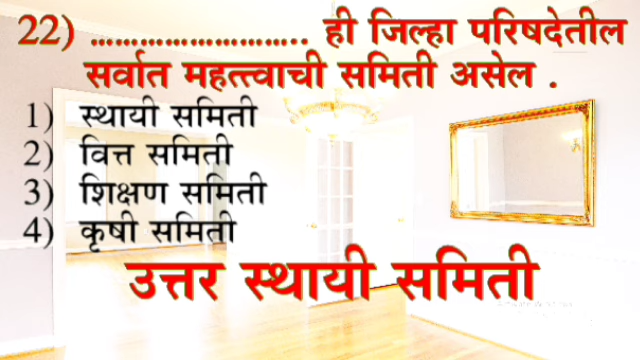 22) ........................ ही जिल्हा परिषदेतील
सर्वात महत्त्वाची समिती असेल .
1) स्थायी समिती
2) वित्त समिती
3) शिक्षण समिती
4) कृषी समिती
उत्तर स्थायी समिती